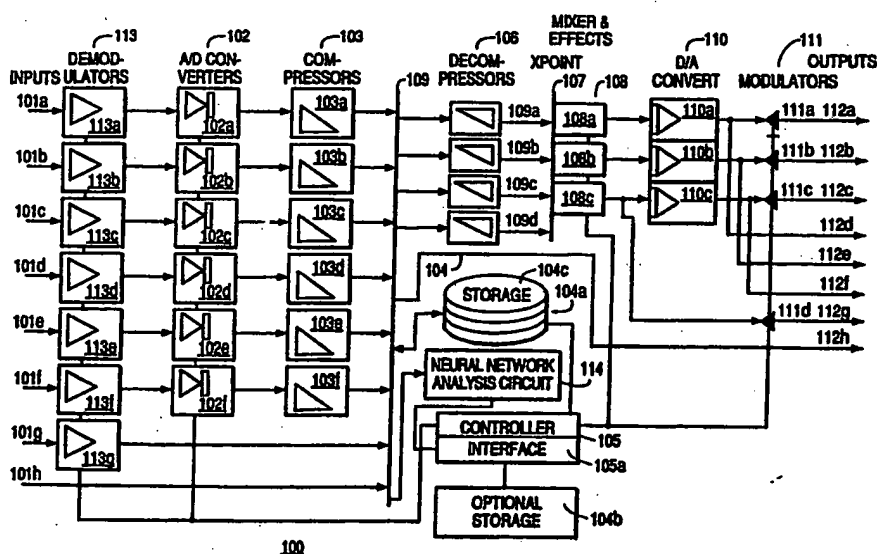 MIXER & EFFECTS
113
DEMOD-
ULATORS
102
A/D CON-
VERTERS
103
COM-
PRESSORS
106
DECOM-
PRESSORS
109
XPOINT
107
108
110
D/A
CONVERT
111
MODULATORS
OUTPUTS
INPUTS
101a
113a
102a
103a
109a
108a
110a
111a 112a
101b
113b
102b
103b
109b
108b
110b
111b 112b
101c
113c
102c
103c
109c
108c
110c
111c 112c
109d
112d
101d
113d
102d
103d
104
104c
STORAGE
104a
112e
112f
101e
113e
102e
103e
111d 112g
112h
101f
113f
102f
103f
NEURAL NETWORK
ANALYSIS CIRCUIT
114
101g
113g
CONTROLLER
105
INTERFACE
105a
101h
OPTIONAL
STORAGE
104b
100